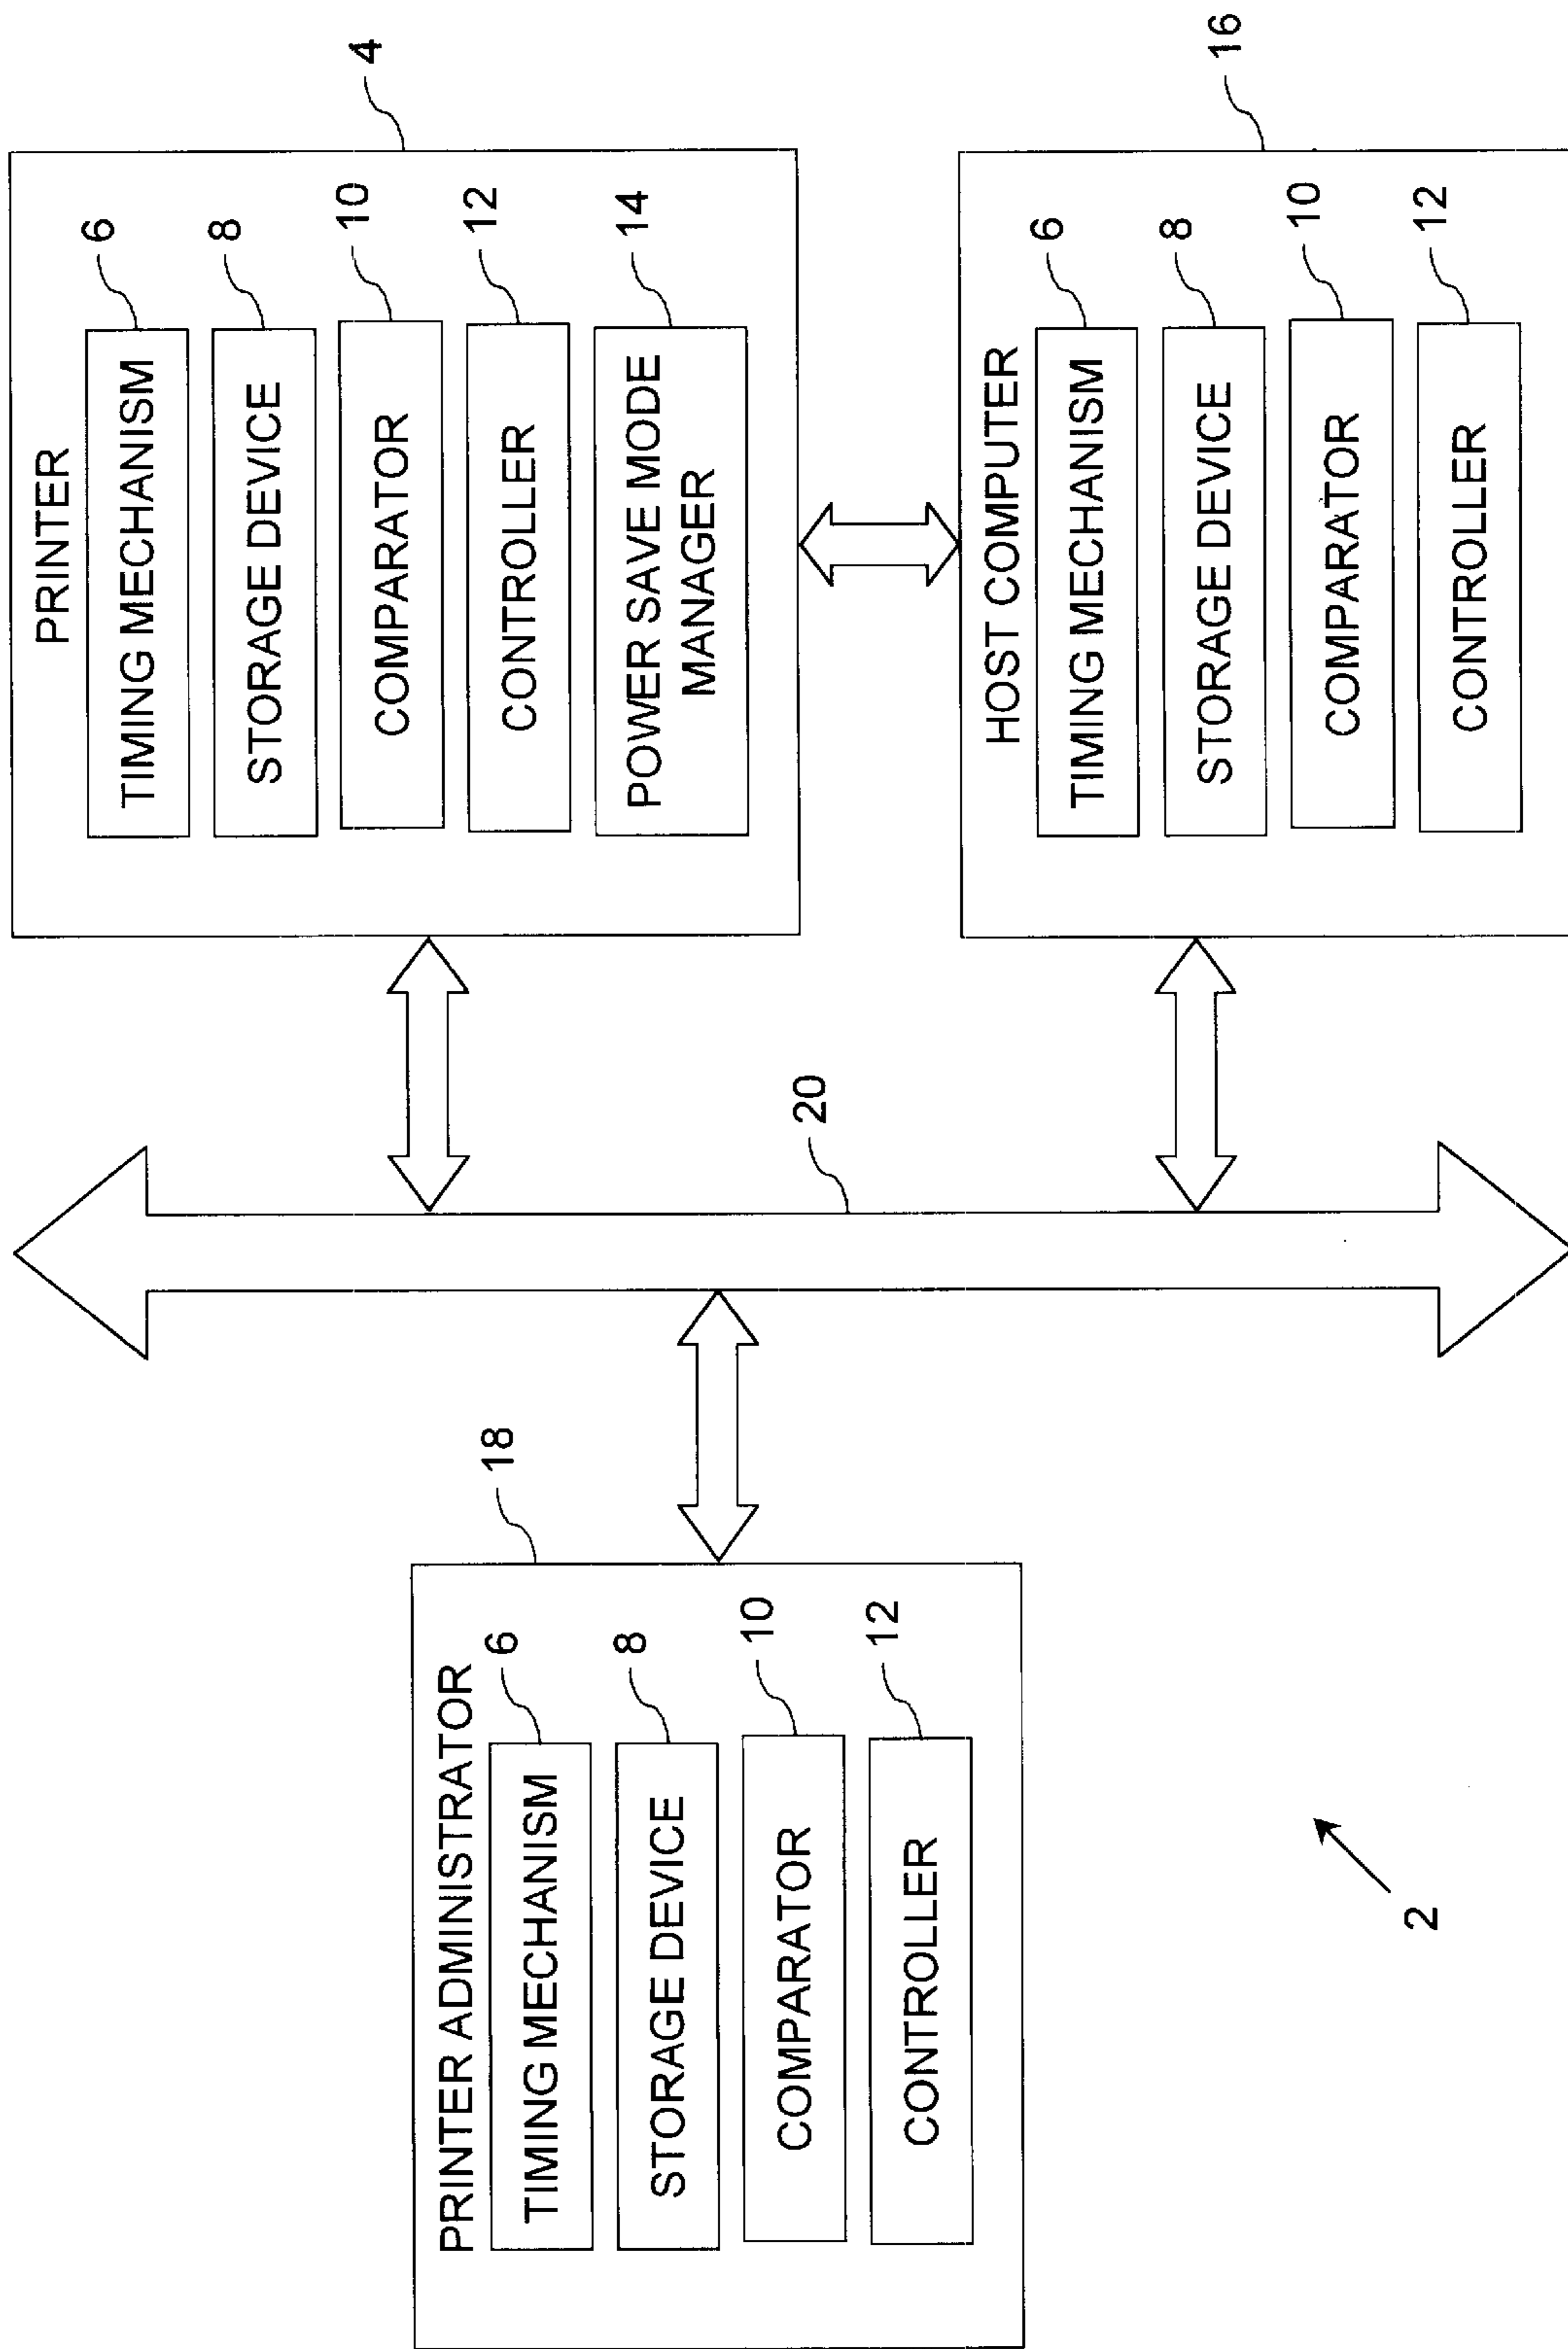 PRINTER ADMINISTRATOR
18
TIMING MECHANISM
6
STORAGE DEVICE
8
COMPARATOR
10
CONTROLLER
12
20
2
PRINTER
4
TIMING MECHANISM
6
STORAGE DEVICE
8
COMPARATOR
10
CONTROLLER
12
POWER SAVE MODE
MANAGER
14
HOST COMPUTER
16
TIMING MECHANISM
6
STORAGE DEVICE
8
COMPARATOR
10
CONTROLLER
12